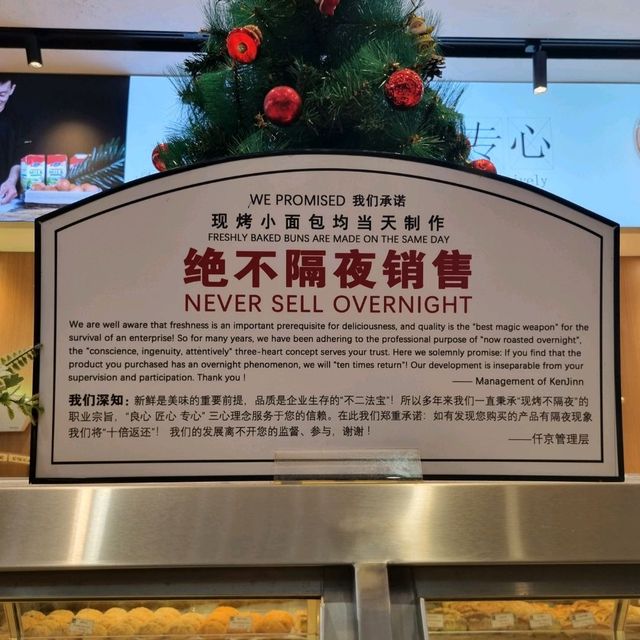 专心
WE PROMISED 我们承诺
现烤小面包均当天制作
FRESHLY BAKED BUNS ARE MADE ON THE SAME DAY
绝不隔夜销售
NEVER SELL OVERNIGHT
We are well aware that freshness is an important prerequisite for deliciousness, and quality is the "best magic weapon" for the
survival of an enterprise! So for many years, we have been adhering to the professional purpose of "now roasted overnight",
the "conscience, ingenuity, attentively" three-heart concept serves your trust. Here we solemnly promise: If you find that the
product you purchased has an overnight phenomenon, we will "ten times return"! Our development is inseparable from your
supervision and participation. Thank you !
—— Management of KenJinn
我们深知：新鲜是美味的重要前提，品质是企业生存的"不二法宝"！所以多年来我们一直秉承"现烤不隔夜"的
职业宗旨，"良心 匠心 专心" 三心理念服务于您的信赖。在此我们郑重承诺：如有发现您购买的产品有隔夜现象
我们将"十倍返还"！ 我们的发展离不开您的监督、参与，谢谢！
——仟京管理层